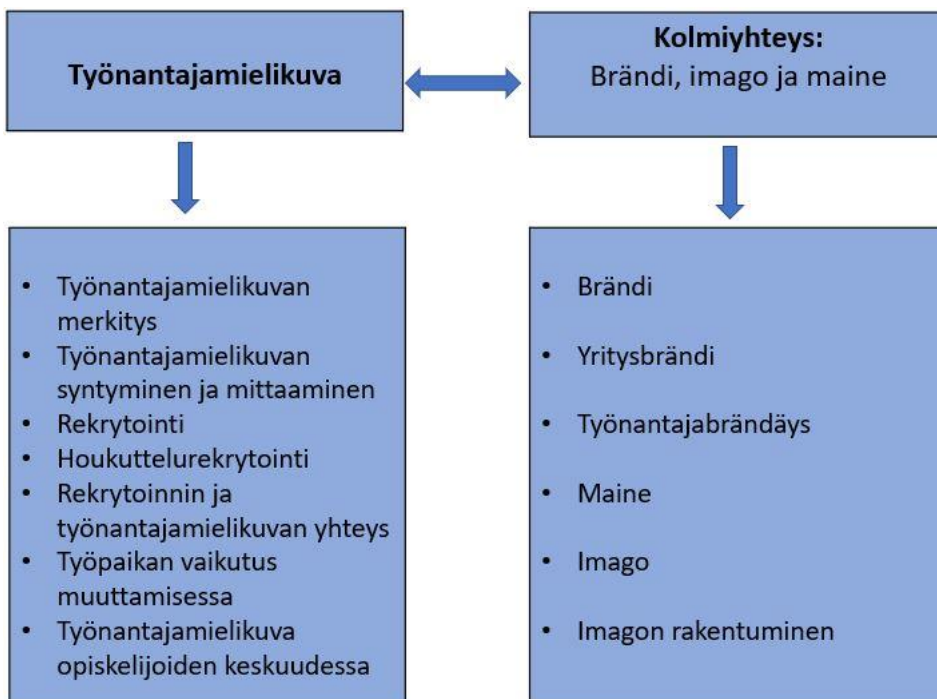 Työnantajamielikuva
Kolmiyhteys:
Brändi, imago ja maine
• Työnantajamielikuvan
merkitys
• Työnantajamielikuvan
syntyminen ja mittaaminen
• Rekrytointi
• Houkuttelurekrytointi
• Rekrytoinnin ja
työnantajamielikuvan yhteys
• Työpaikan vaikutus
muuttamisessa
• Työnantajamielikuva
opiskelijoiden keskuudessa
• Brändi
• Yritysbrändi
• Työnantajabrändäys
• Maine
• Imago
• Imagon rakentuminen